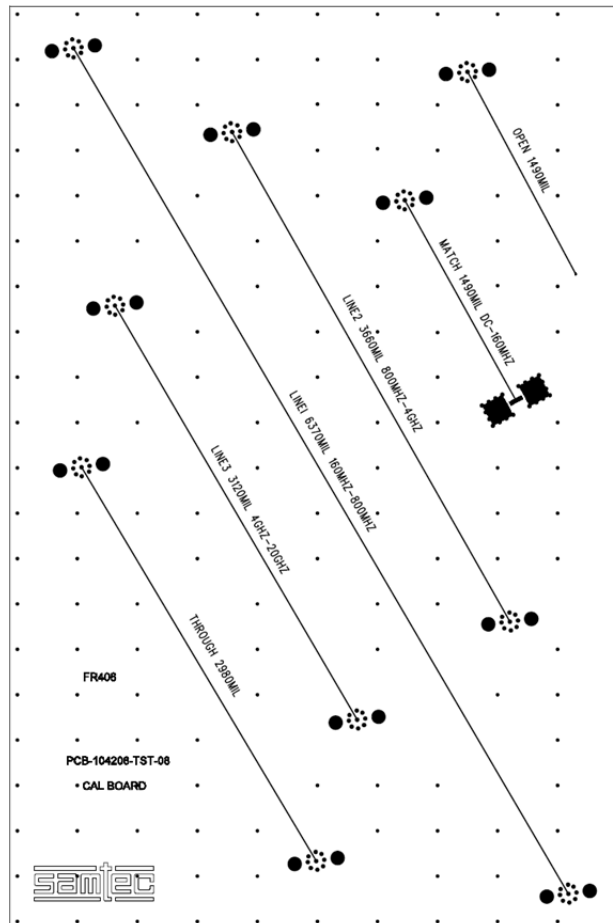 OPEN 1490MIL
MATCH 1490MIL DC-160MHZ
LINE2 3660MIL 800MHZ-4GHZ
LINE1 6370MIL 160MHZ-800MHZ
LINE3 3120MIL 4GHZ-20GHZ
THROUGH 2980MIL
FR406
PCB-104206-TST-08
CAL BOARD
samtec